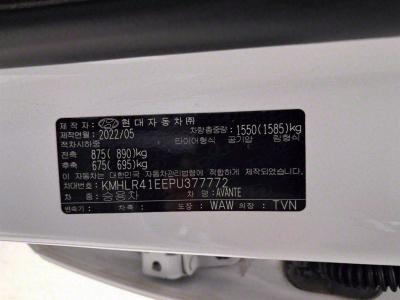 제작자: 현대자동차㈜
제작연월: 2022/05 차량총중량: 1550(1585)kg
적차시하중 타이어형식 공기압 림형식
전축 875( 890)kg
후축 675( 695)kg
이 자동차는 대한민국 자동차관리법령에 적합하게 제작되었습니다
차대번호: KMHLR41EEPU377772
차 종: 승용차 AVANTE
색상: WAW 의장: TVN